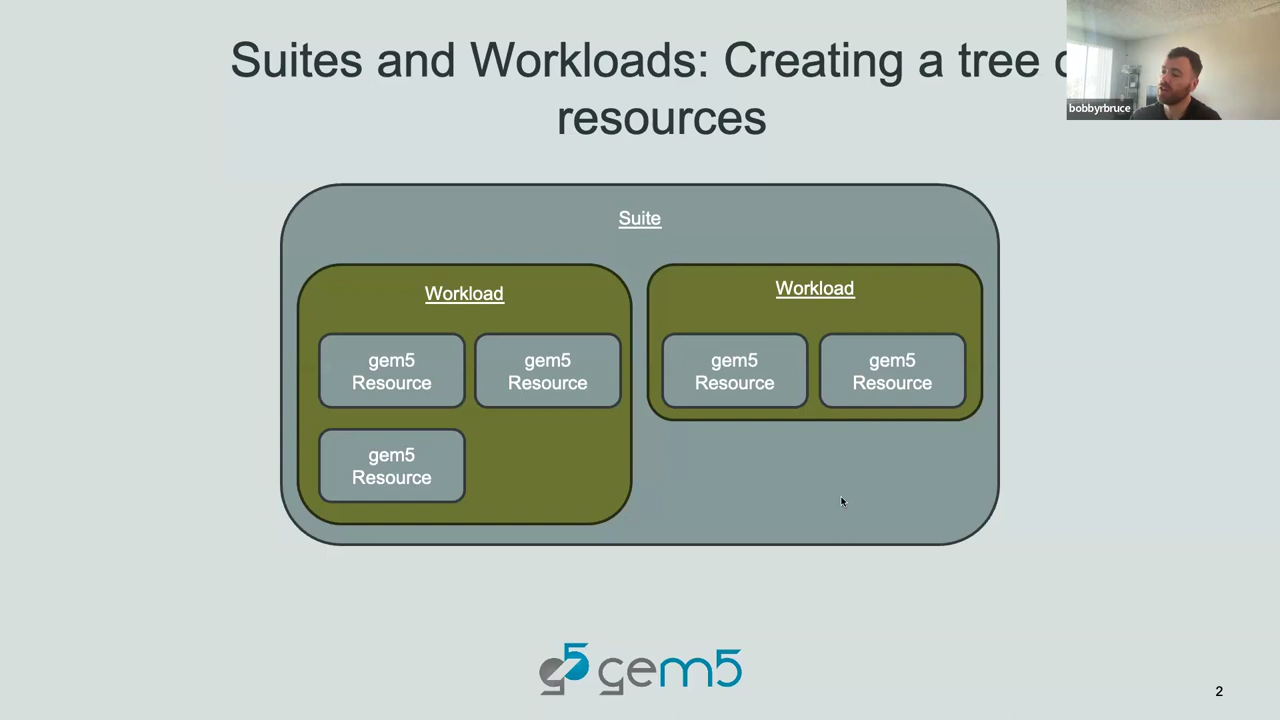 Suites and Workloads: Creating a tree
resources
bobbyrbruce
Suite
Workload
gem5
Resource
gem5
Resource
gem5
Resource
Workload
gem5
Resource
gem5
Resource
g5 gem5
2